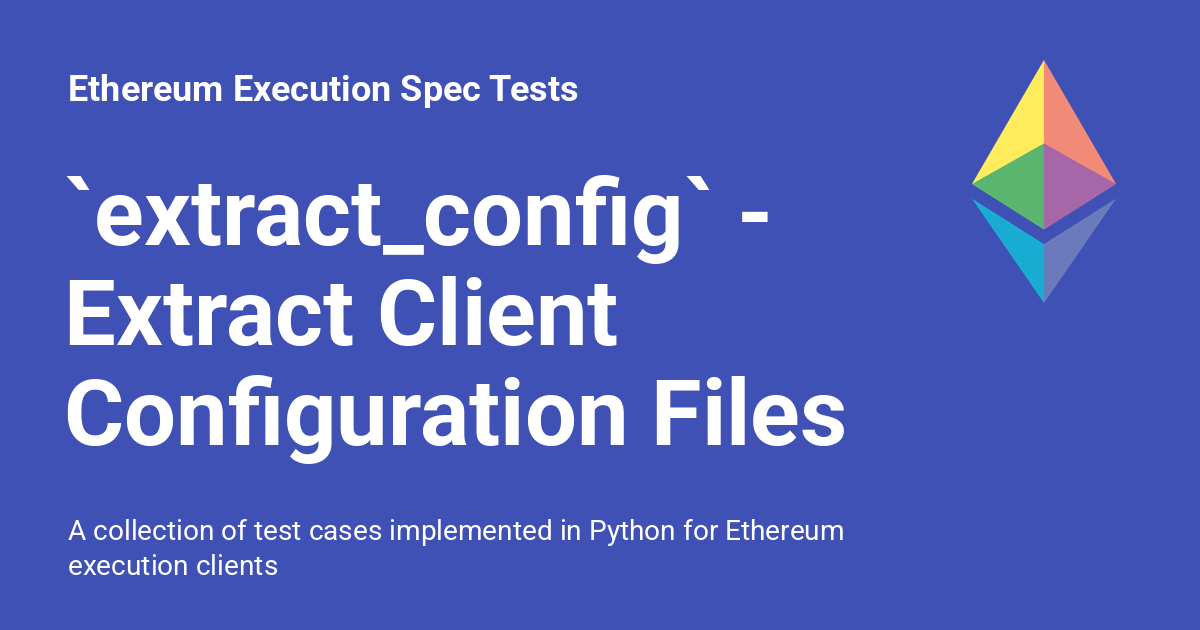 Ethereum Execution Spec Tests
`extract_config` -
Extract Client
Configuration Files
A collection of test cases implemented in Python for Ethereum
execution clients